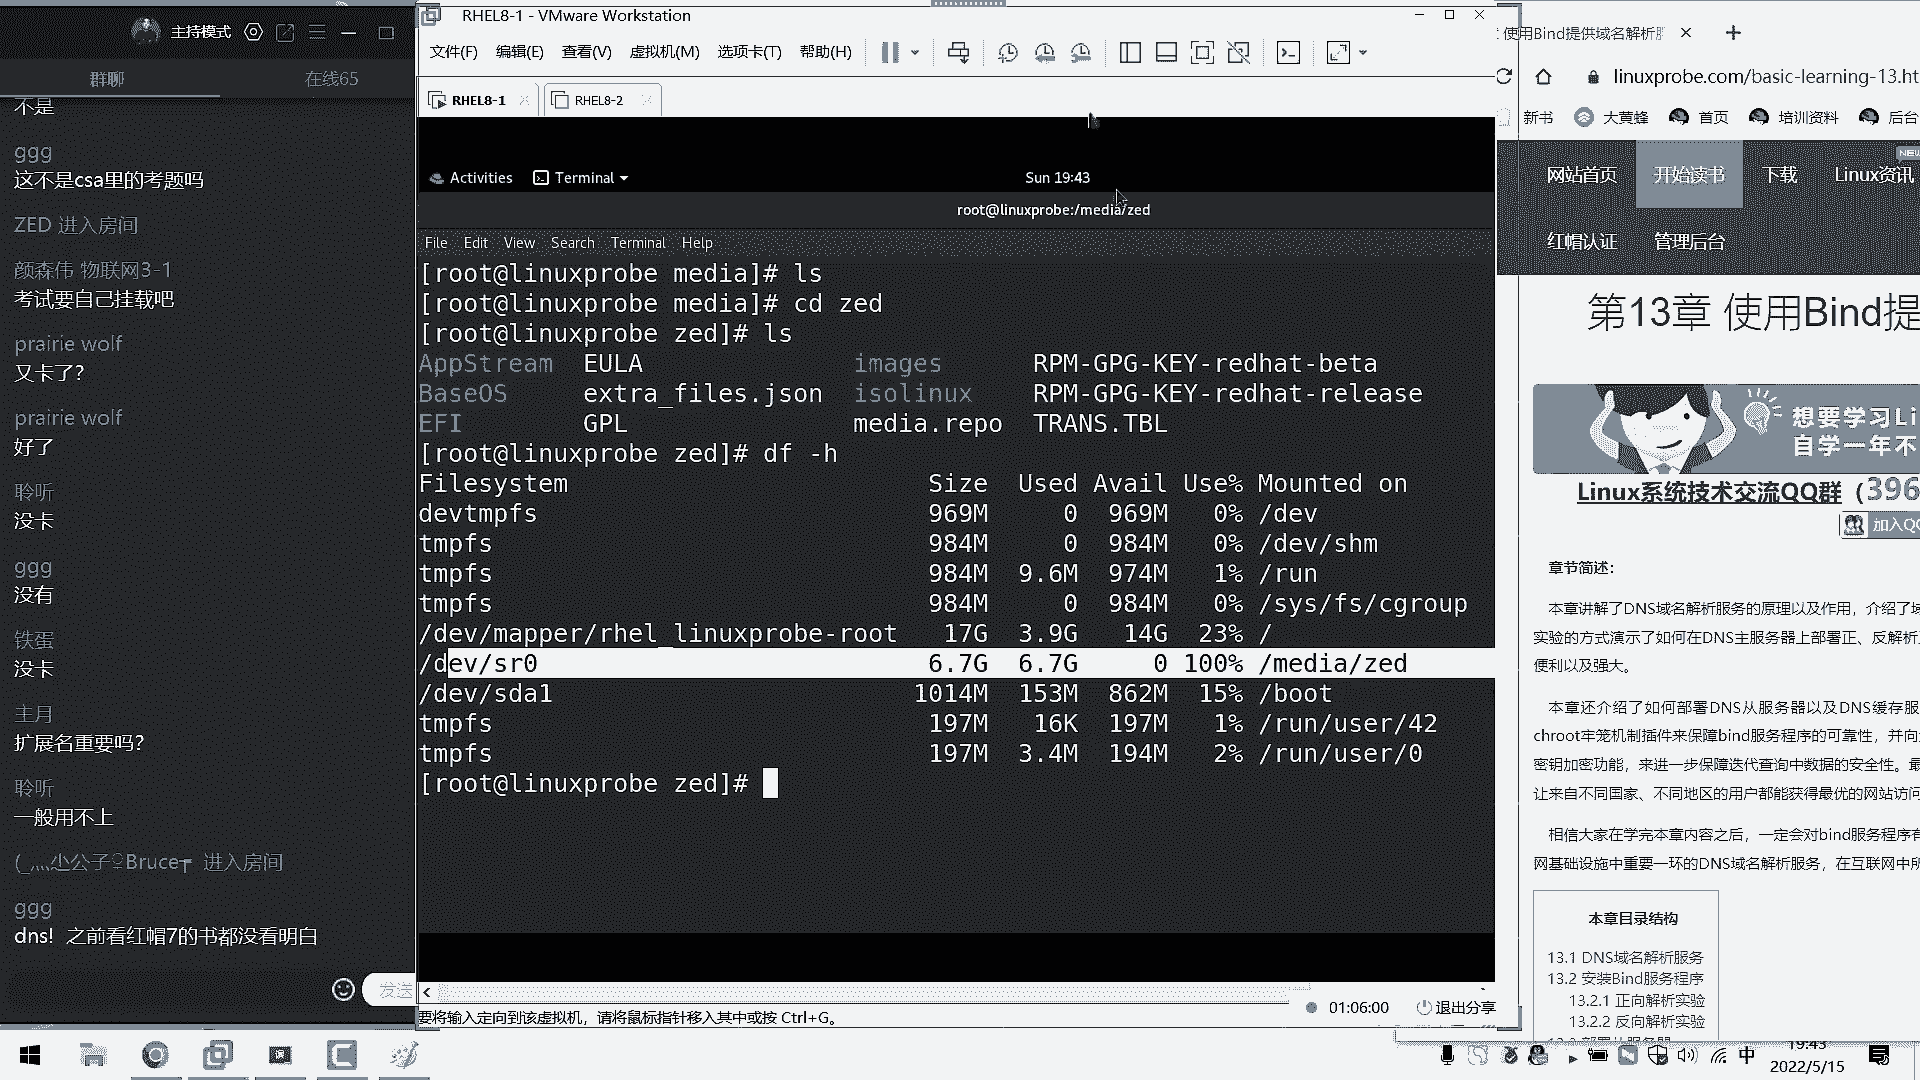 主持模式
群聊
在线65
不是
ggg
这不是csa里的考题吗
ZED 进入房间
颜森伟 物联网3-1
考试要自己挂载吧
prairie wolf
又卡了?
prairie wolf
好了
聆听
没卡
ggg
没有
铁蛋
没卡
主月
扩展名重要吗?
聆听
一般用不上
进入房间
ggg
dns! 之前看红帽7的书都没看明白
发送
RHEL8-1 - VMware Workstation
文件(F) 编辑(E) 查看(V) 虚拟机(M) 选项卡(T) 帮助(H)
RHEL8-1
RHEL8-2
Activities Terminal
Sun 19:43
root@linuxprobe:/media/zed
File Edit View Search Terminal Help
[root@linuxprobe media]# ls
[root@linuxprobe media]# cd zed
[root@linuxprobe zed]# ls
AppStream EULA images RPM-GPG-KEY-redhat-beta
BaseOS extra_files.json isolinux RPM-GPG-KEY-redhat-release
EFI GPL media.repo TRANS.TBL
[root@linuxprobe zed]# df -h
Filesystem Size Used Avail Use% Mounted on
devtmpfs 969M 0 969M 0% /dev
tmpfs 984M 0 984M 0% /dev/shm
tmpfs 984M 9.6M 974M 1% /run
tmpfs 984M 0 984M 0% /sys/fs/cgroup
/dev/mapper/rhel_linuxprobe-root 17G 3.9G 14G 23% /
/dev/sr0 6.7G 6.7G 0 100% /media/zed
/dev/sda1 1014M 153M 862M 15% /boot
tmpfs 197M 16K 197M 1% /run/user/42
tmpfs 197M 3.4M 194M 2% /run/user/0
[root@linuxprobe zed]#
01:06:00 退出分享
要将输入定向到该虚拟机，请将鼠标指针移入其中或按 Ctrl+G。
使用Bind提供域名解析
linuxprobe.com/basic-learning-13.ht
新书 大黄蜂 首页 培训资料 后台
网站首页 开始读书 下载 Linux资讯
红帽认证 管理后台
第13章 使用Bind提
想要学习Li
自学一年不
Linux系统技术交流QQ群（396
加入QQ
章节简述：
本章讲解了DNS域名解析服务的原理以及作用，介绍了域
实验的方式演示了如何在DNS主服务器上部署正、反解析
便利以及强大。
本章还介绍了如何部署DNS从服务器以及DNS缓存服
chroot牢笼机制插件来保障bind服务程序的可靠性，并向
密钥加密功能，来进一步保障迭代查询中数据的安全性。最
让来自不同国家、不同地区的用户都能获得最优的网站访问
相信大家在学完本章内容之后，一定会对bind服务程序有
网基础设施中重要一环的DNS域名解析服务，在互联网中所
本章目录结构
13.1 DNS域名解析服务
13.2 安装Bind服务程序
13.2.1 正向解析实验
13.2.2 反向解析实验
中
19:43
2022/5/15